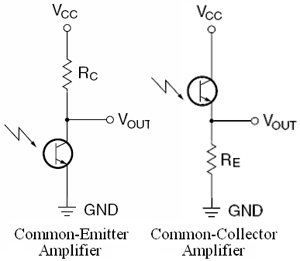 VCC
RC
VOUT
GND
Common-Emitter
Amplifier
VCC
VOUT
RE
GND
Common-Collector
Amplifier